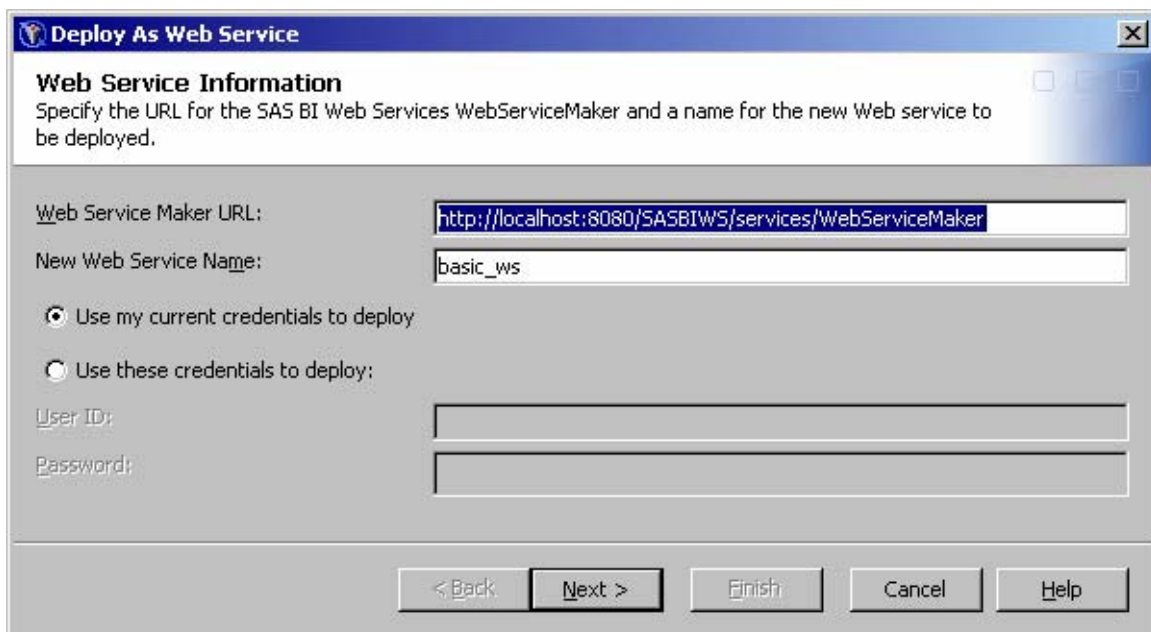 Deploy As Web Service
Web Service Information
Specify the URL for the SAS BI Web Services WebServiceMaker and a name for the new Web service to
be deployed.
Web Service Maker URL: http://localhost:8080/SASBIWS/services/WebServiceMaker
New Web Service Name: basic_ws
Use my current credentials to deploy
Use these credentials to deploy:
User ID:
Password:
< Back Next > Finish Cancel Help